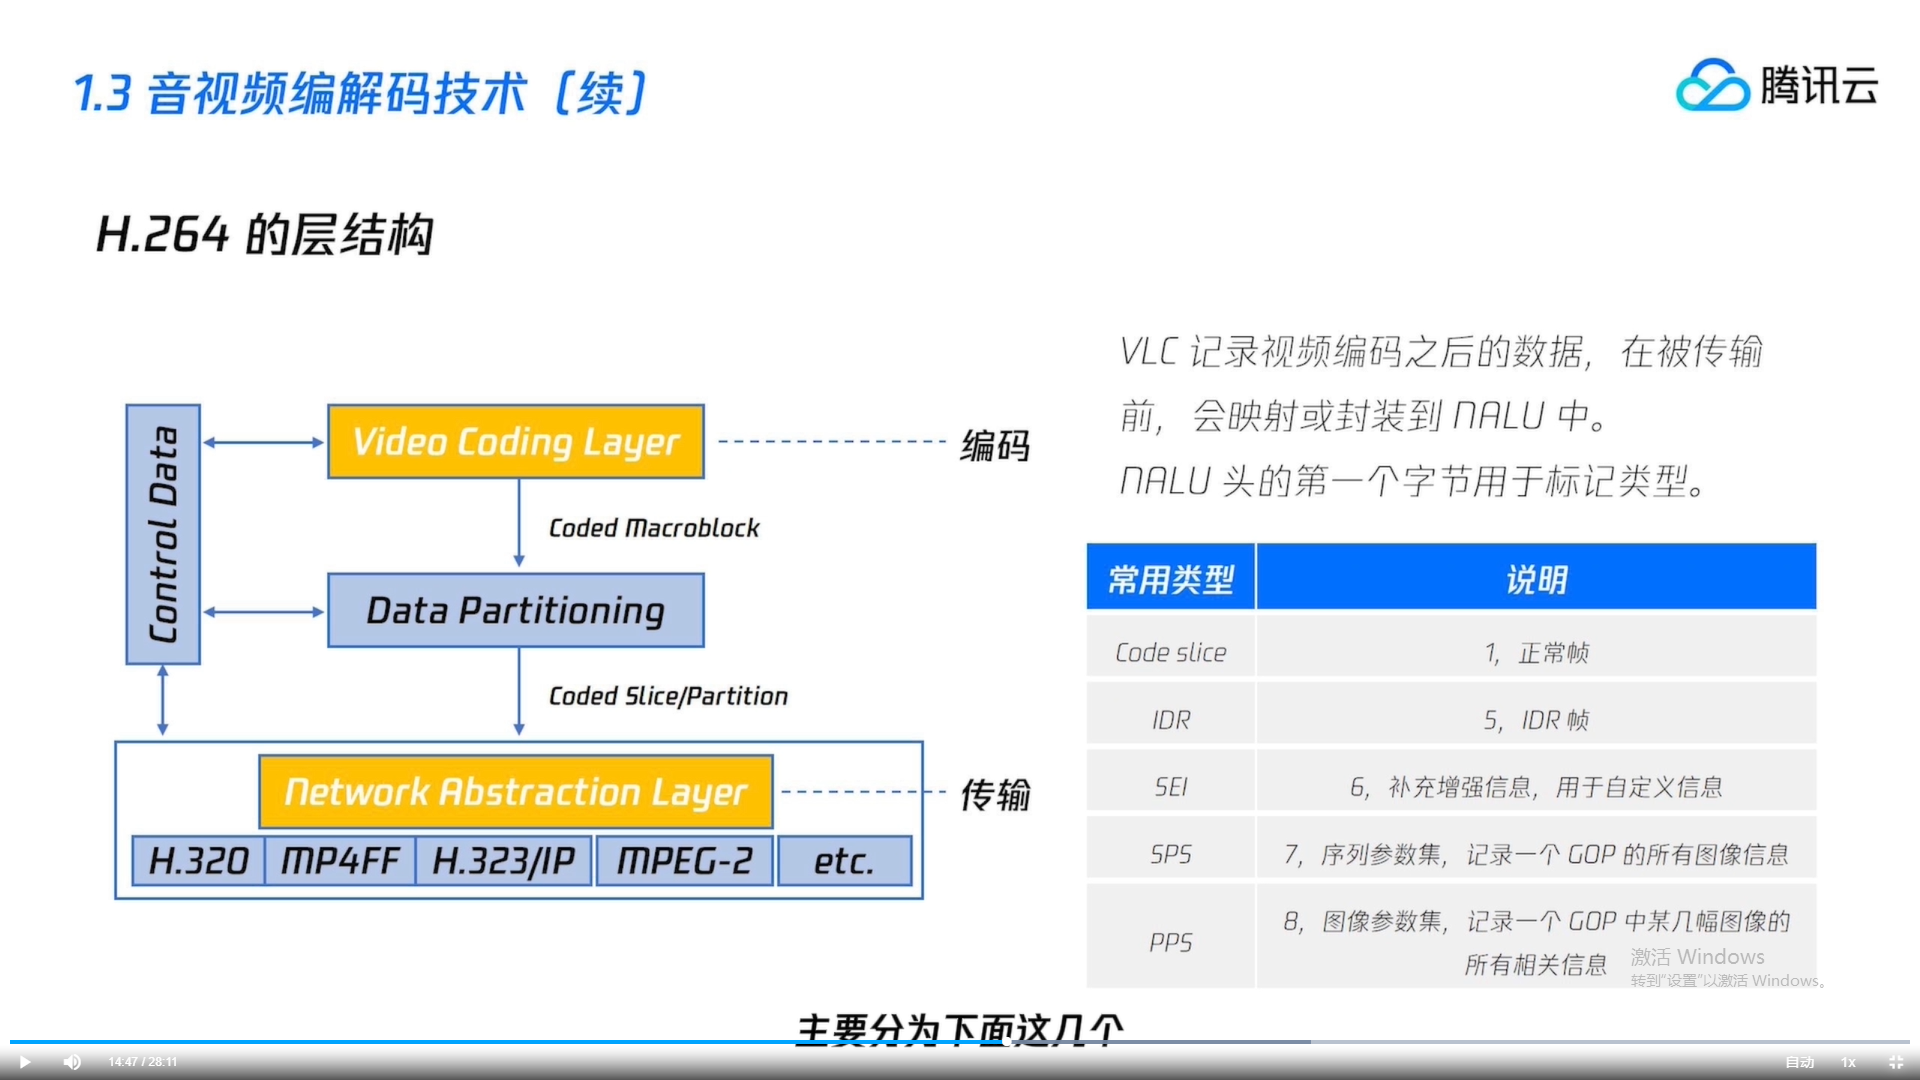 1.3 音视频编解码技术（续）
腾讯云
H.264 的层结构
Control Data
Video Coding Layer
编码
Coded Macroblock
Data Partitioning
Coded Slice/Partition
Network Abstraction Layer
传输
H.320
MP4FF
H.323/IP
MPEG-2
etc.
VLC 记录视频编码之后的数据，在被传输
前，会映射或封装到 NALU 中。
NALU 头的第一个字节用于标记类型。
常用类型 说明
Code slice 1，正常帧
IDR 5，IDR 帧
SEI 6，补充增强信息，用于自定义信息
SPS 7，序列参数集，记录一个 GOP 的所有图像信息
PPS 8，图像参数集，记录一个 GOP 中某几幅图像的
所有相关信息
激活 Windows
转到“设置”以激活 Windows。
主要分为下面这几个
14:47 / 28:11
自动 1x